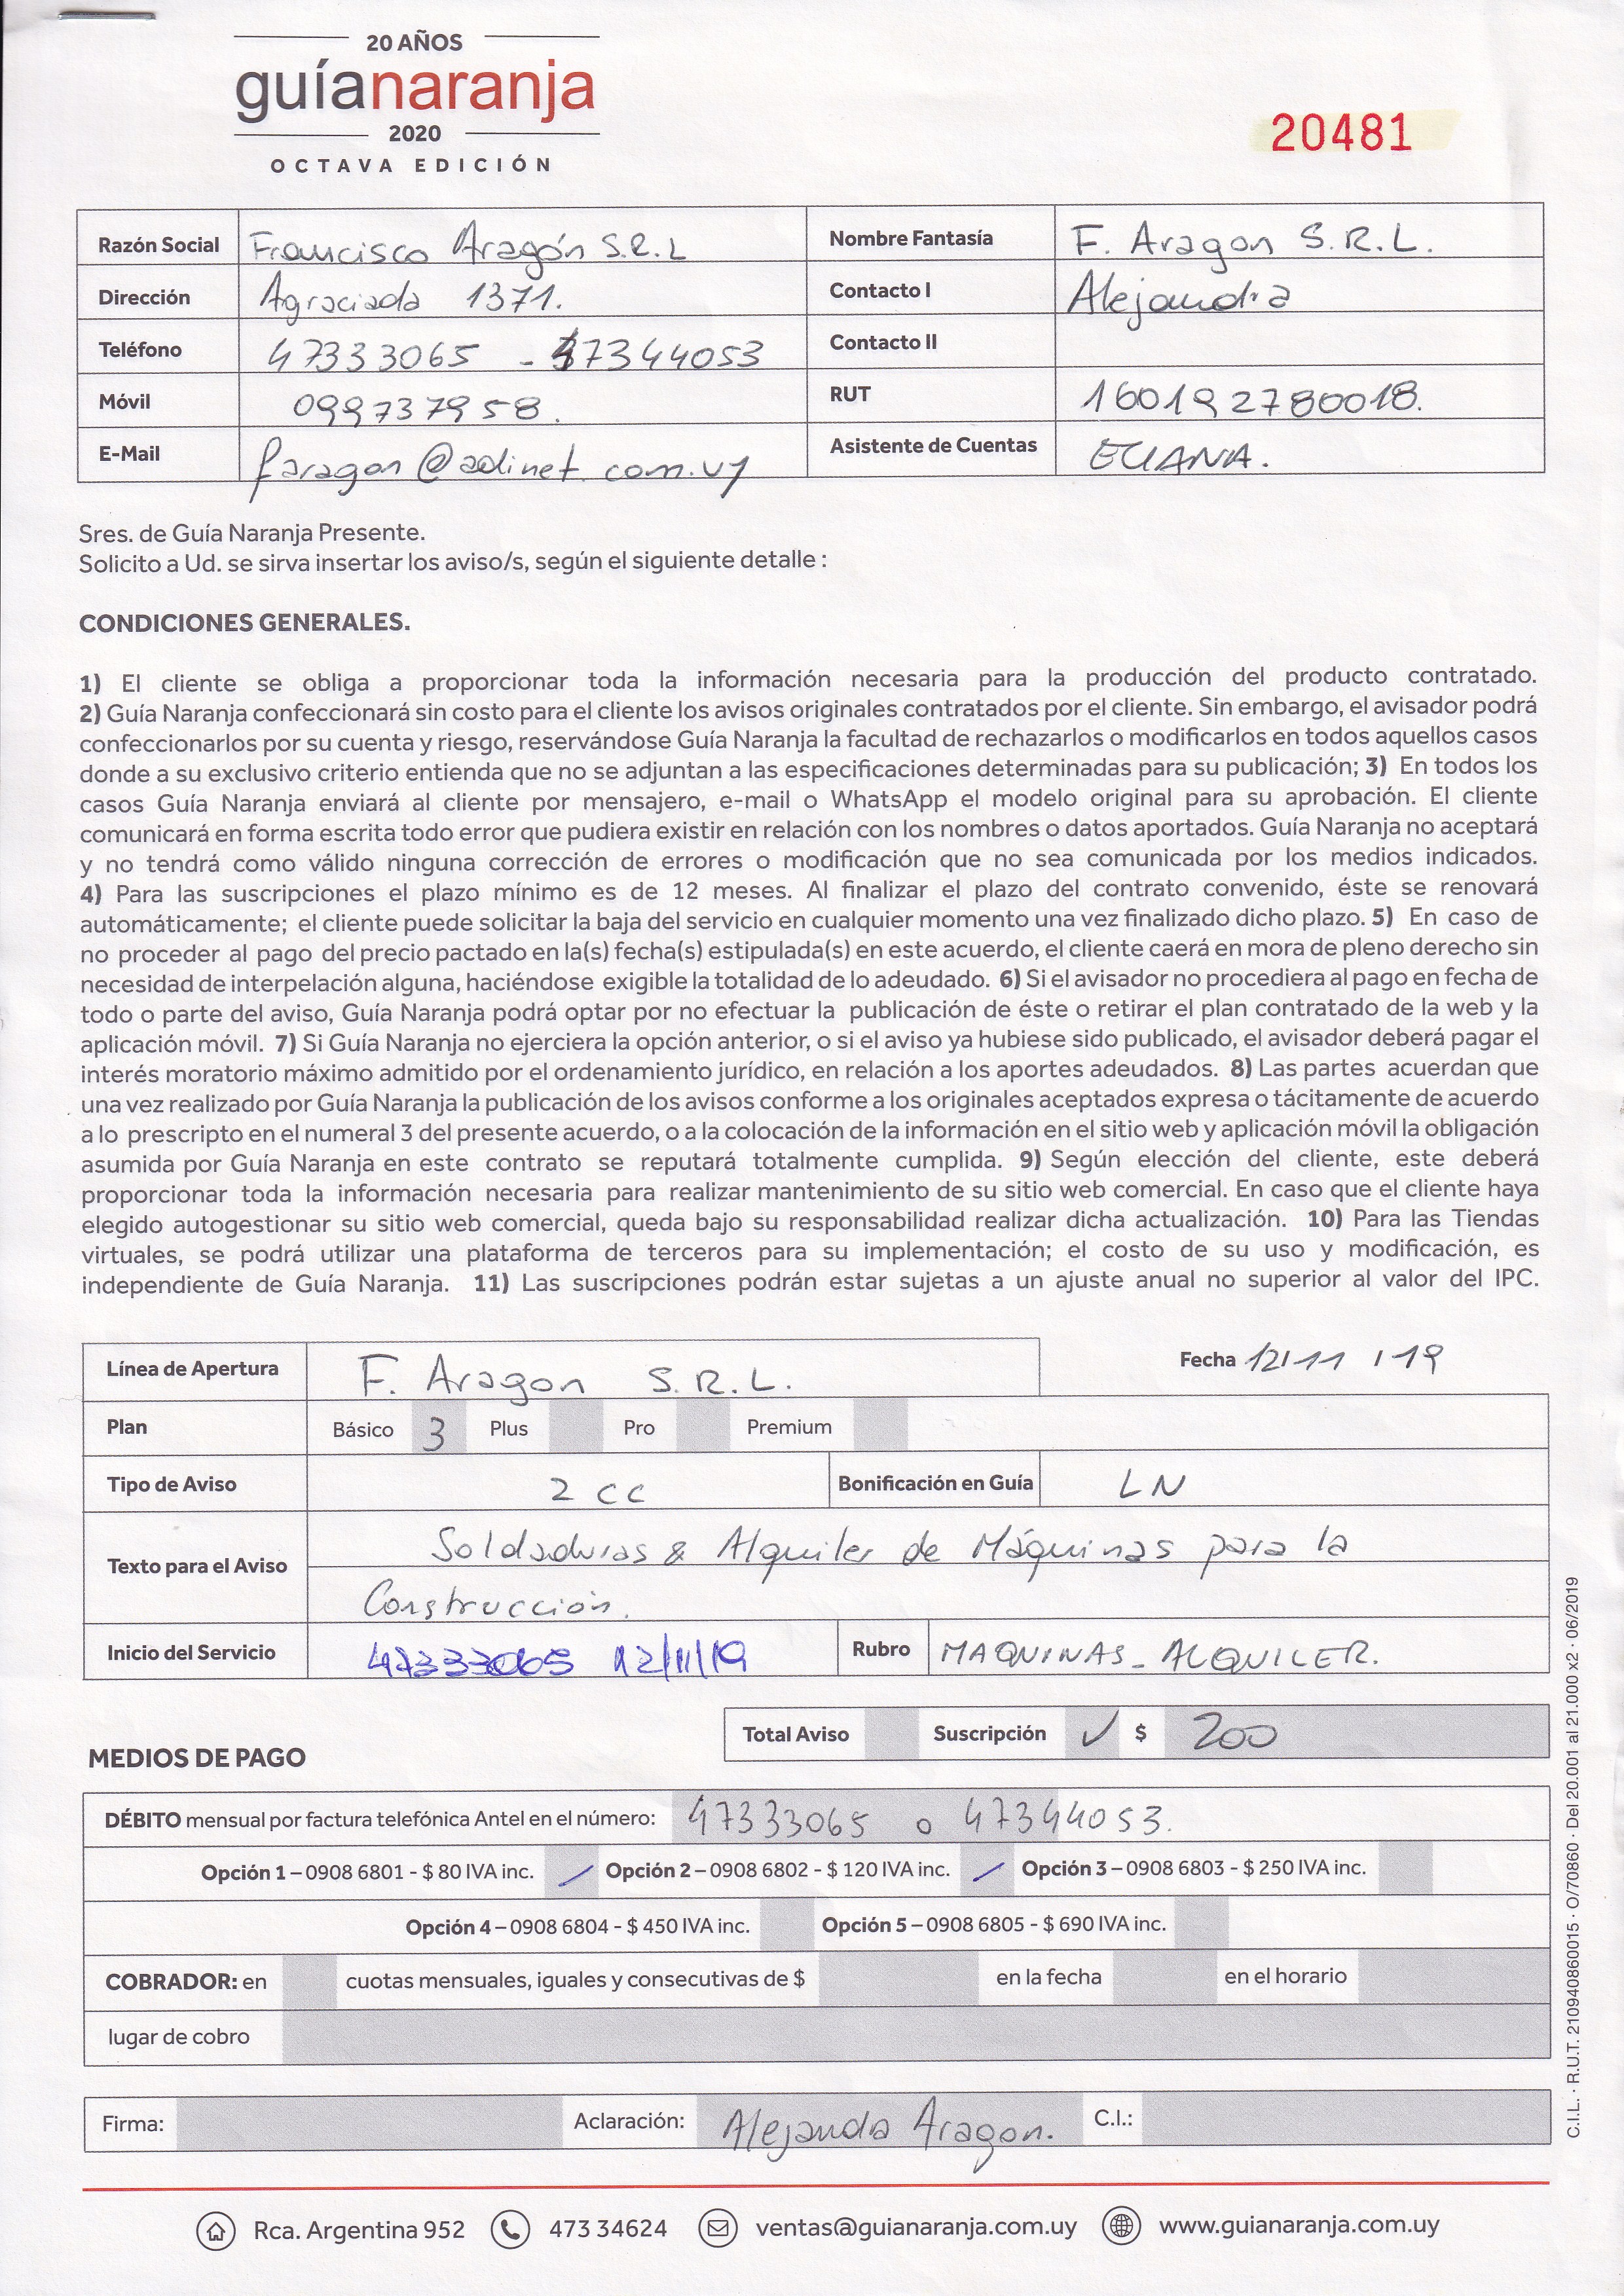 20 AÑOS
guíanaranja
2020
OCTAVA EDICIÓN
20481
Razón Social Francisco Aragón S.R.L
Nombre Fantasía F. Aragon S.R.L.
Dirección Agraciada 1371.
Contacto I Alejandra
Teléfono 47333065 - 47344053
Contacto II
Móvil 099737958.
RUT 160192780018.
E-Mail faragon@adinet.com.uy
Asistente de Cuentas ELIANA.
Sres. de Guía Naranja Presente.
Solicito a Ud. se sirva insertar los aviso/s, según el siguiente detalle :
CONDICIONES GENERALES.
1) El cliente se obliga a proporcionar toda la información necesaria para la producción del producto contratado.
2) Guía Naranja confeccionará sin costo para el cliente los avisos originales contratados por el cliente. Sin embargo, el avisador podrá
confeccionarlos por su cuenta y riesgo, reservándose Guía Naranja la facultad de rechazarlos o modificarlos en todos aquellos casos
donde a su exclusivo criterio entienda que no se adjuntan a las especificaciones determinadas para su publicación; 3) En todos los
casos Guía Naranja enviará al cliente por mensajero, e-mail o WhatsApp el modelo original para su aprobación. El cliente
comunicará en forma escrita todo error que pudiera existir en relación con los nombres o datos aportados. Guía Naranja no aceptará
y no tendrá como válido ninguna corrección de errores o modificación que no sea comunicada por los medios indicados.
4) Para las suscripciones el plazo mínimo es de 12 meses. Al finalizar el plazo del contrato convenido, éste se renovará
automáticamente; el cliente puede solicitar la baja del servicio en cualquier momento una vez finalizado dicho plazo. 5) En caso de
no proceder al pago del precio pactado en la(s) fecha(s) estipulada(s) en este acuerdo, el cliente caerá en mora de pleno derecho sin
necesidad de interpelación alguna, haciéndose exigible la totalidad de lo adeudado. 6) Si el avisador no procediera al pago en fecha de
todo o parte del aviso, Guía Naranja podrá optar por no efectuar la publicación de éste o retirar el plan contratado de la web y la
aplicación móvil. 7) Si Guía Naranja no ejerciera la opción anterior, o si el aviso ya hubiese sido publicado, el avisador deberá pagar el
interés moratorio máximo admitido por el ordenamiento jurídico, en relación a los aportes adeudados. 8) Las partes acuerdan que
una vez realizado por Guía Naranja la publicación de los avisos conforme a los originales aceptados expresa o tácitamente de acuerdo
a lo prescripto en el numeral 3 del presente acuerdo, o a la colocación de la información en el sitio web y aplicación móvil la obligación
asumida por Guía Naranja en este contrato se reputará totalmente cumplida. 9) Según elección del cliente, este deberá
proporcionar toda la información necesaria para realizar mantenimiento de su sitio web comercial. En caso que el cliente haya
elegido autogestionar su sitio web comercial, queda bajo su responsabilidad realizar dicha actualización. 10) Para las Tiendas
virtuales, se podrá utilizar una plataforma de terceros para su implementación; el costo de su uso y modificación, es
independiente de Guía Naranja. 11) Las suscripciones podrán estar sujetas a un ajuste anual no superior al valor del IPC.
Línea de Apertura F. Aragon S.R.L.
Fecha 12/11/19
Plan Básico 3 Plus Pro Premium
Tipo de Aviso 2 CC Bonificación en Guía LN
Texto para el Aviso Soldaduras & Alquiler de Máquinas para la
Construcción.
Inicio del Servicio 47333065 12/11/19 Rubro MAQUINAS - ALQUILER.
Total Aviso Suscripción ✓ $ 200
MEDIOS DE PAGO
DÉBITO mensual por factura telefónica Antel en el número: 47333065 o 47344053.
Opción 1 – 0908 6801 - $ 80 IVA inc. / Opción 2 – 0908 6802 - $ 120 IVA inc. / Opción 3 – 0908 6803 - $ 250 IVA inc.
Opción 4 – 0908 6804 - $ 450 IVA inc. Opción 5 – 0908 6805 - $ 690 IVA inc.
COBRADOR: en cuotas mensuales, iguales y consecutivas de $ en la fecha en el horario
lugar de cobro
Firma: Aclaración: Alejandra Aragon. C.I.:
Rca. Argentina 952 473 34624 ventas@guianaranja.com.uy www.guianaranja.com.uy
C.I.L. · R.U.T. 210940860015 · O/70860 · Del 20.001 al 21.000 x2 · 06/2019